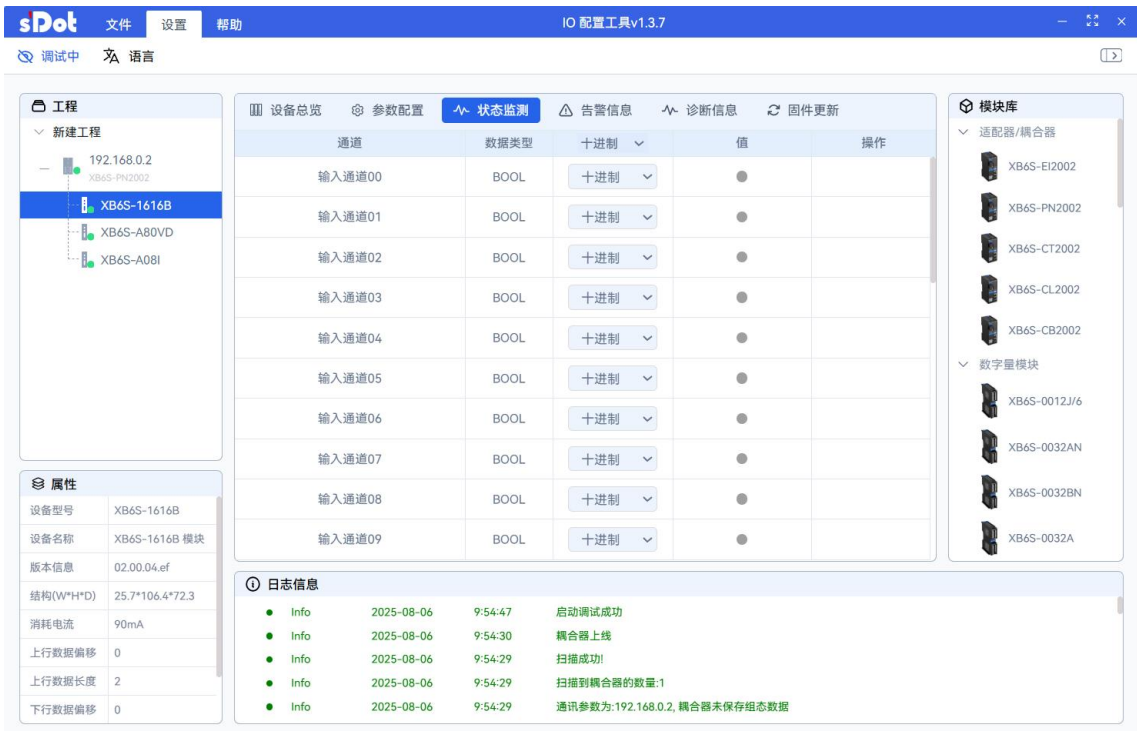 sDot 文件 设置 帮助 IO 配置工具v1.3.7
调试中 语言
工程
新建工程
192.168.0.2
XB6S-PN2002
XB6S-1616B
XB6S-A80VD
XB6S-A08I
属性
设备型号 XB6S-1616B
设备名称 XB6S-1616B 模块
版本信息 02.00.04.ef
结构(W*H*D) 25.7*106.4*72.3
消耗电流 90mA
上行数据偏移 0
上行数据长度 2
下行数据偏移 0
设备总览 参数配置 状态监测 告警信息 诊断信息 固件更新
通道 数据类型 十进制 值 操作
输入通道00 BOOL 十进制
输入通道01 BOOL 十进制
输入通道02 BOOL 十进制
输入通道03 BOOL 十进制
输入通道04 BOOL 十进制
输入通道05 BOOL 十进制
输入通道06 BOOL 十进制
输入通道07 BOOL 十进制
输入通道08 BOOL 十进制
输入通道09 BOOL 十进制
日志信息
Info 2025-08-06 9:54:47 启动调试成功
Info 2025-08-06 9:54:30 耦合器上线
Info 2025-08-06 9:54:29 扫描成功!
Info 2025-08-06 9:54:29 扫描到耦合器的数量:1
Info 2025-08-06 9:54:29 通讯参数为:192.168.0.2, 耦合器未保存组态数据
模块库
适配器/耦合器
XB6S-EI2002
XB6S-PN2002
XB6S-CT2002
XB6S-CL2002
XB6S-CB2002
数字量模块
XB6S-0012J/6
XB6S-0032AN
XB6S-0032BN
XB6S-0032A